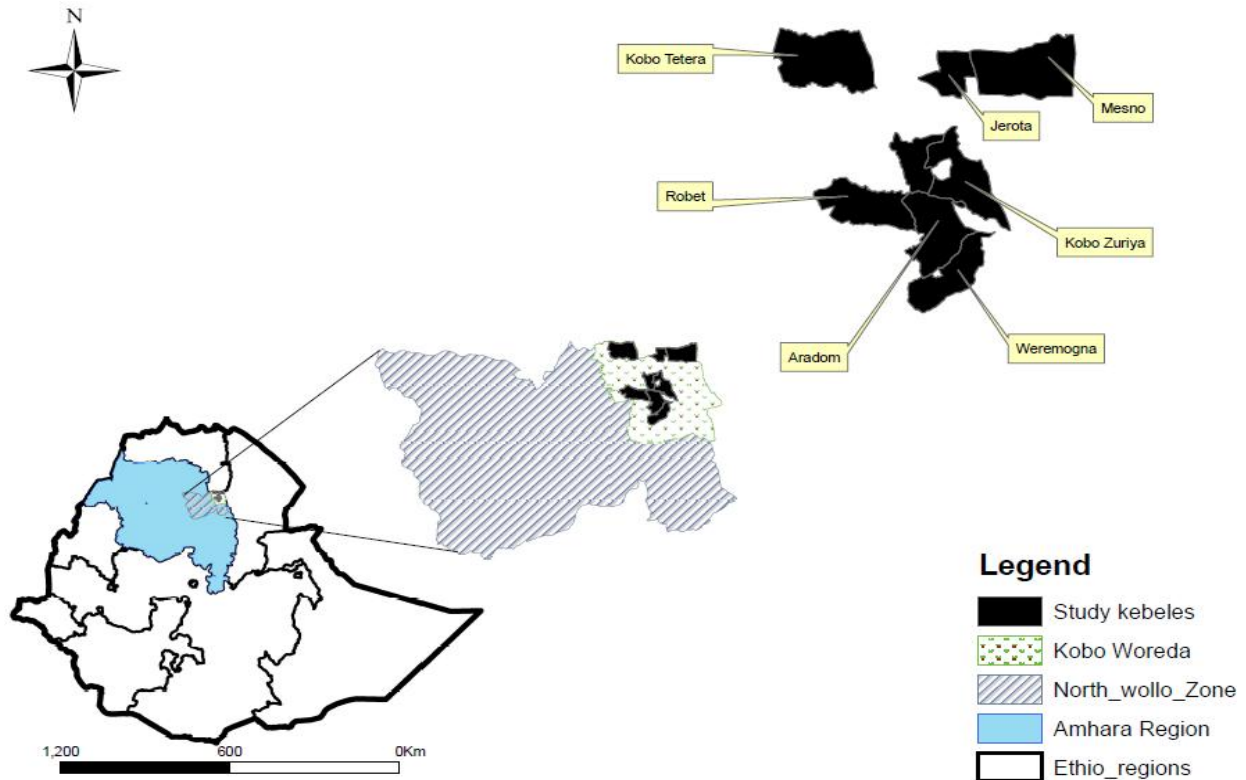 N
Kobo Tetera
Mesno
Jerota
Robet
Kobo Zuriya
Aradom
Weremogna
Legend
Study kebeles
Kobo Woreda
North_wollo_Zone
Amhara Region
Ethio_regions
1,200 600 0Km